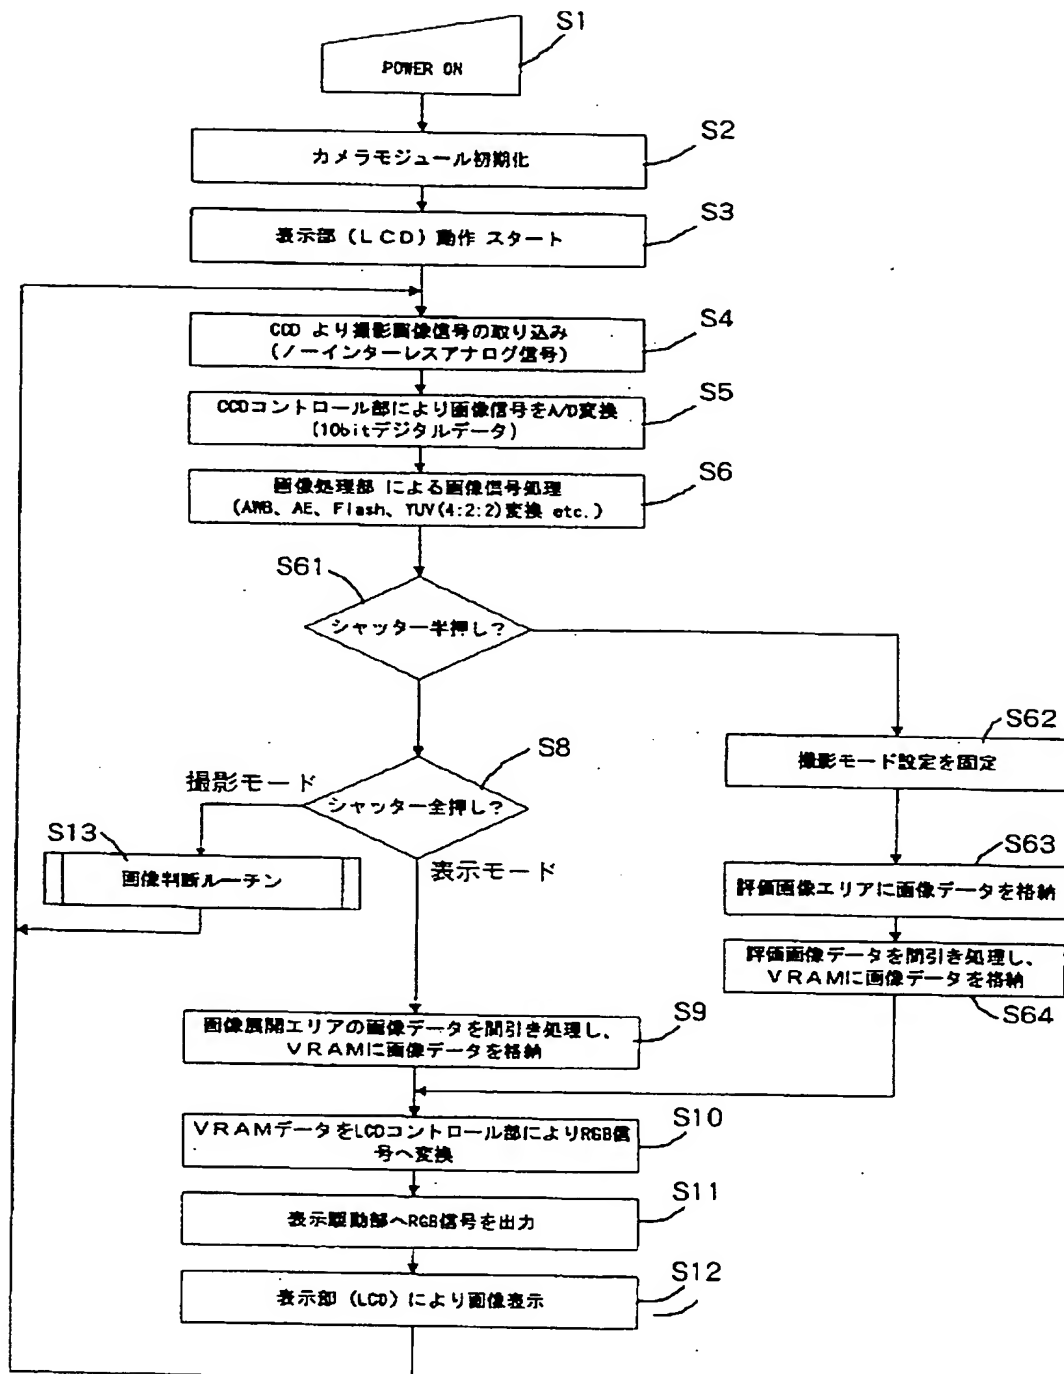 S1
POWER ON
S2
カメラモジュール初期化
S3
表示部 (LCD) 動作 スタート
S4
CCD より撮影画像信号の取り込み
(ノーインターレスアナログ信号)
S5
CCDコントロール部により画像信号をA/D変換
(10bitデジタルデータ)
S6
画像処理部 による画像信号処理
(AWB、AE、Flash、YUV(4:2:2)変換 etc.)
S61
シャッター半押し?
S62
撮影モード設定を固定
S8
撮影モード
シャッター全押し?
S13
画像判断ルーチン
表示モード
S63
評価画像エリアに画像データを格納
評価画像データを間引き処理し、
VRAMに画像データを格納
S64
S9
画像展開エリアの画像データを間引き処理し、
VRAMに画像データを格納
S10
VRAMデータをLCDコントロール部によりRGB信
号へ変換
S11
表示駆動部へRGB信号を出力
S12
表示部 (LCD) により画像表示